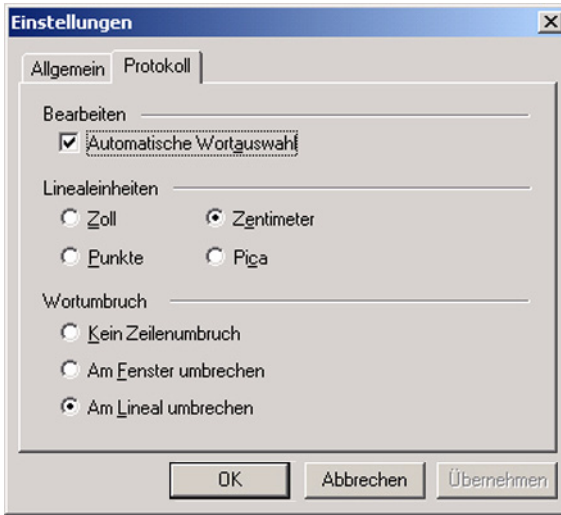 Einstellungen
Allgemein Protokoll
Bearbeiten
Automatische Wortauswahl
Linealeinheiten
Zoll Zentimeter
Punkte Pica
Wortumbruch
Kein Zeilenumbruch
Am Fenster umbrechen
Am Lineal umbrechen
OK Abbrechen Übernehmen